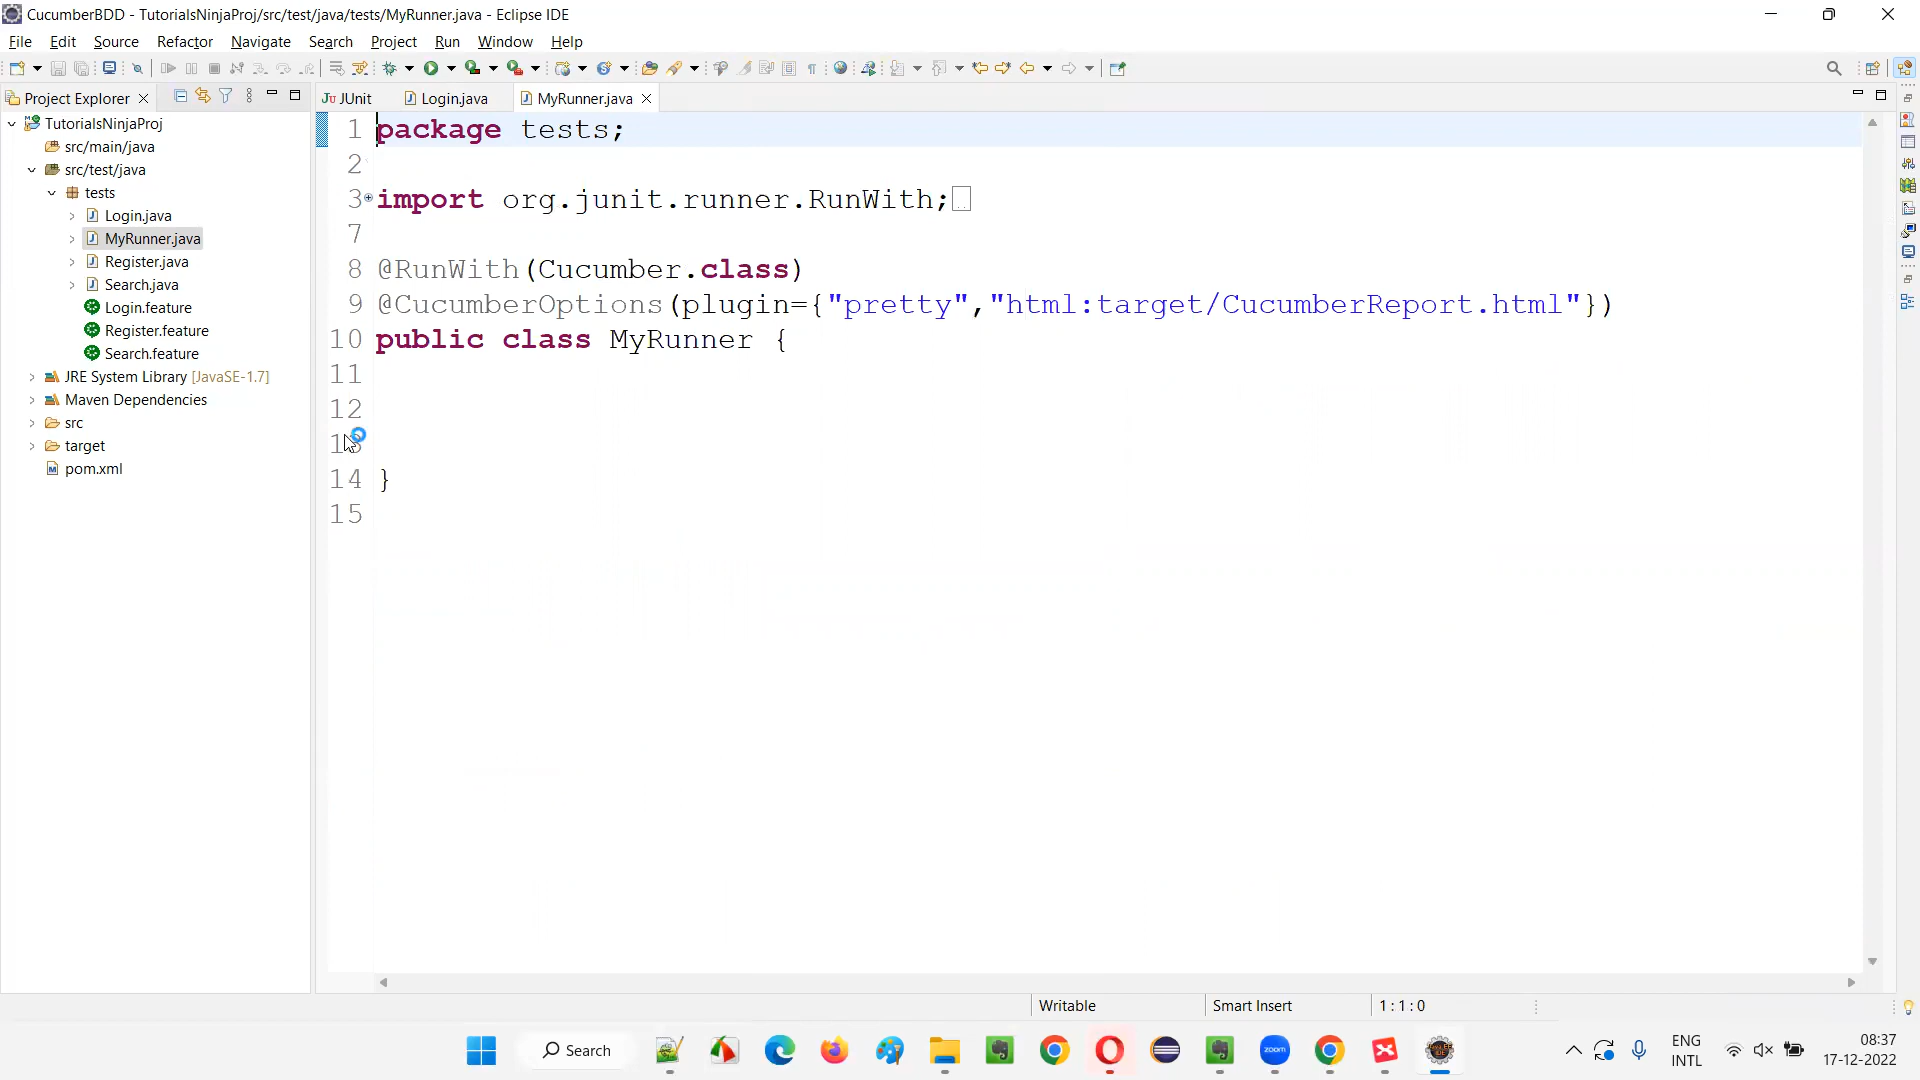 CucumberBDD - TutorialsNinjaProj/src/test/java/tests/MyRunner.java - Eclipse IDE
File Edit Source Refactor Navigate Search Project Run Window Help
Project Explorer
JUnit
Login.java
MyRunner.java
TutorialsNinjaProj
src/main/java
src/test/java
tests
Login.java
MyRunner.java
Register.java
Search.java
Login.feature
Register.feature
Search.feature
JRE System Library [JavaSE-1.7]
Maven Dependencies
src
target
pom.xml
1 package tests;
2
3 import org.junit.runner.RunWith;
7
8 @RunWith(Cucumber.class)
9 @CucumberOptions(plugin={"pretty","html:target/CucumberReport.html"})
10 public class MyRunner {
11
12
13
14 }
15
Writable
Smart Insert
1 : 1 : 0
Search
zoom
ENG
INTL
08:37
17-12-2022